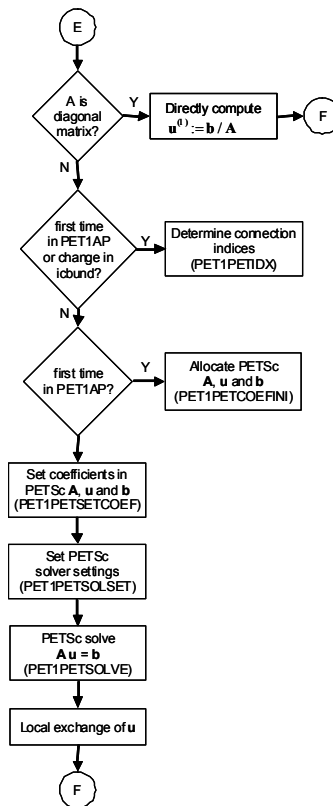 E
A is
diagonal
matrix?
Y
Directly compute
u⁽ˡ⁾ := b / A
F
N
first time
in PET1AP
or change in
icbund?
Y
Determine connection
indices
(PET1PETIDX)
N
first time
in PET1AP?
Y
Allocate PETSc
A, u and b
(PET1PETCOEFINI)
N
Set coefficients in
PETSc A, u and b
(PET1PETSETCOEF)
Set PETSc
solver settings
(PET1PETSOLSET)
PETSc solve
A u = b
(PET1PETSOLVE)
Local exchange of u
F